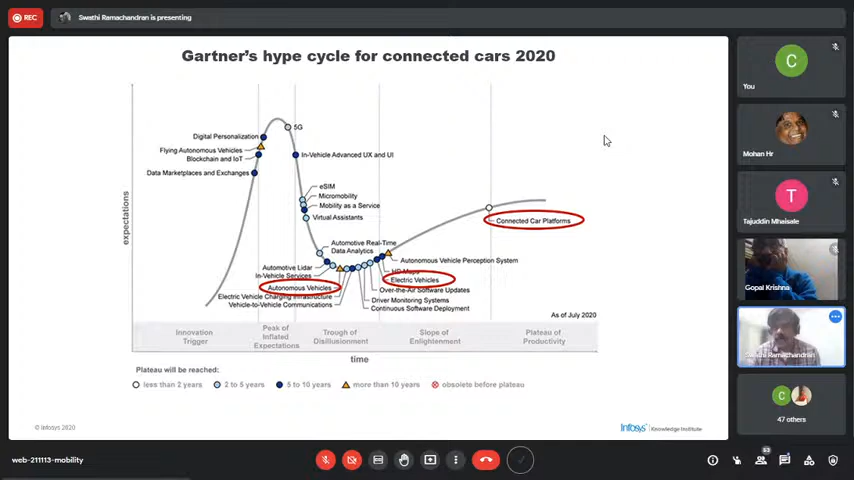 REC
Swathi Ramachandran is presenting
Gartner's hype cycle for connected cars 2020
expectations
5G
Digital Personalization
Flying Autonomous Vehicles
Blockchain and IoT
In-Vehicle Advanced UX and UI
Data Marketplaces and Exchanges
eSIM
Micromobility
Mobility as a Service
Virtual Assistants
Connected Car Platforms
Automotive Real-Time
Data Analytics
Autonomous Vehicle Perception System
Automotive Lidar
HD Maps
In-Vehicle Services
Electric Vehicles
Autonomous Vehicles
Over-the-Air Software Updates
Electric Vehicle Charging Infrastructure
Driver Monitoring Systems
Vehicle-to-Vehicle Communications
Continuous Software Deployment
As of July 2020
Innovation
Trigger
Peak of
Inflated
Expectations
Trough of
Disillusionment
Slope of
Enlightenment
Plateau of
Productivity
time
Plateau will be reached:
less than 2 years
2 to 5 years
5 to 10 years
more than 10 years
obsolete before plateau
© Infosys 2020
Infosys | Knowledge Institute
C
You
Mohan Hr
T
Tajuddin Mhaisale
Gopal Krishna
Swathi Ramachandran
C
47 others
web-211113-mobility
53